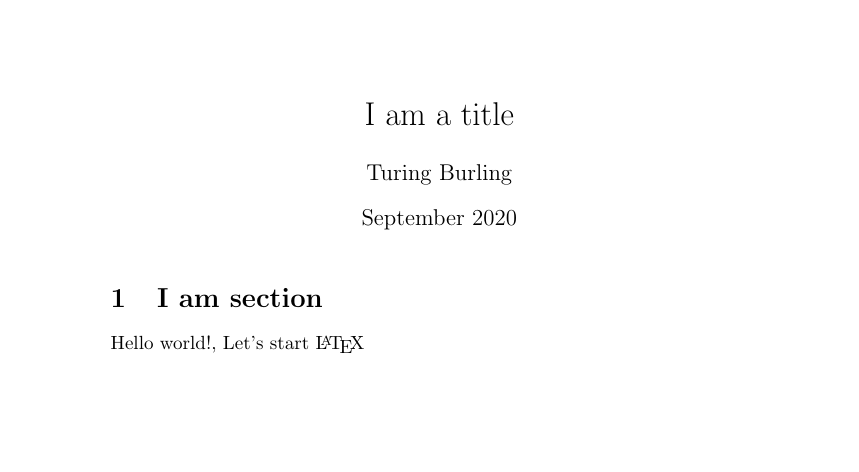 I am a title
Turing Burling
September 2020
1 I am section
Hello world!, Let's start LATEX